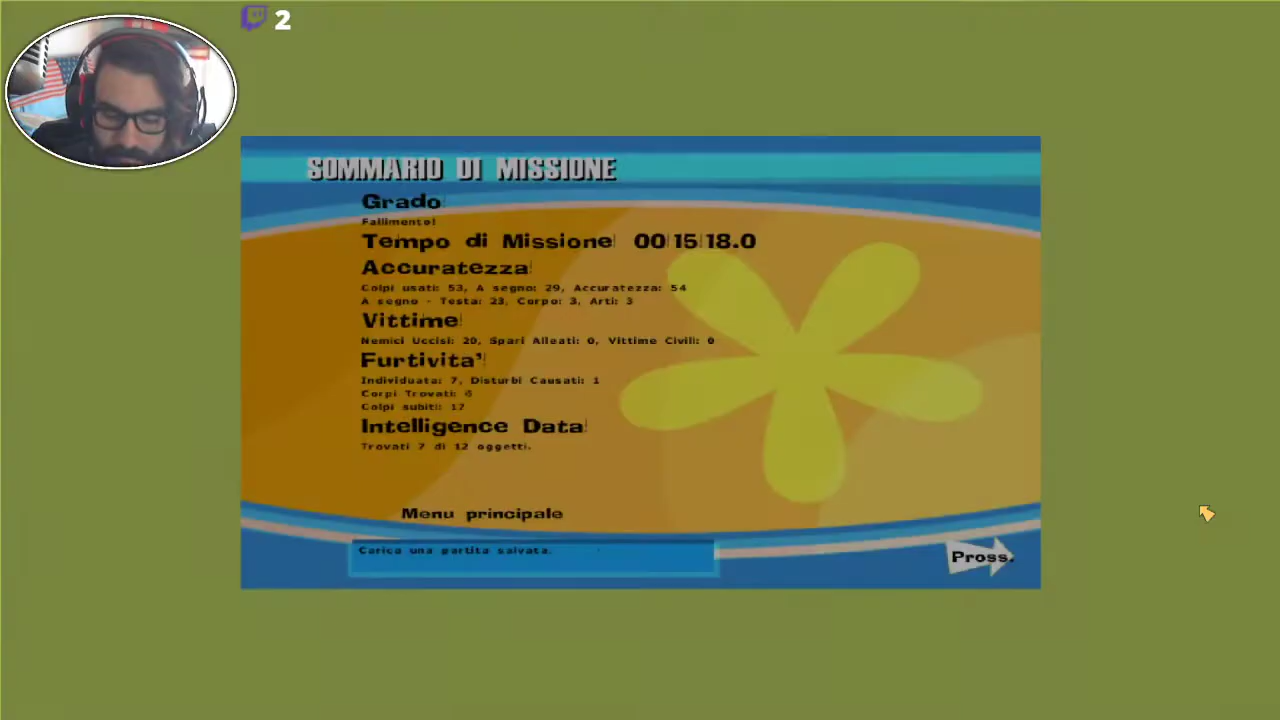 2
SOMMARIO DI MISSIONE
Grado
Fallimento!
Tempo di Missione 00:15:18.0
Accuratezza
Colpi usati: 53, A segno: 29, Accuratezza: 54
A segno - Testa: 23, Corpo: 3, Arti: 3
Vittime
Nemici Uccisi: 20, Spari Alleati: 0, Vittime Civili: 0
Furtivita'
Individuata: 7, Disturbi Causati: 1
Corpi Trovati: 6
Colpi subiti: 17
Intelligence Data
Trovati 7 di 12 oggetti.
Menu principale
Carica una partita salvata.
Pross.